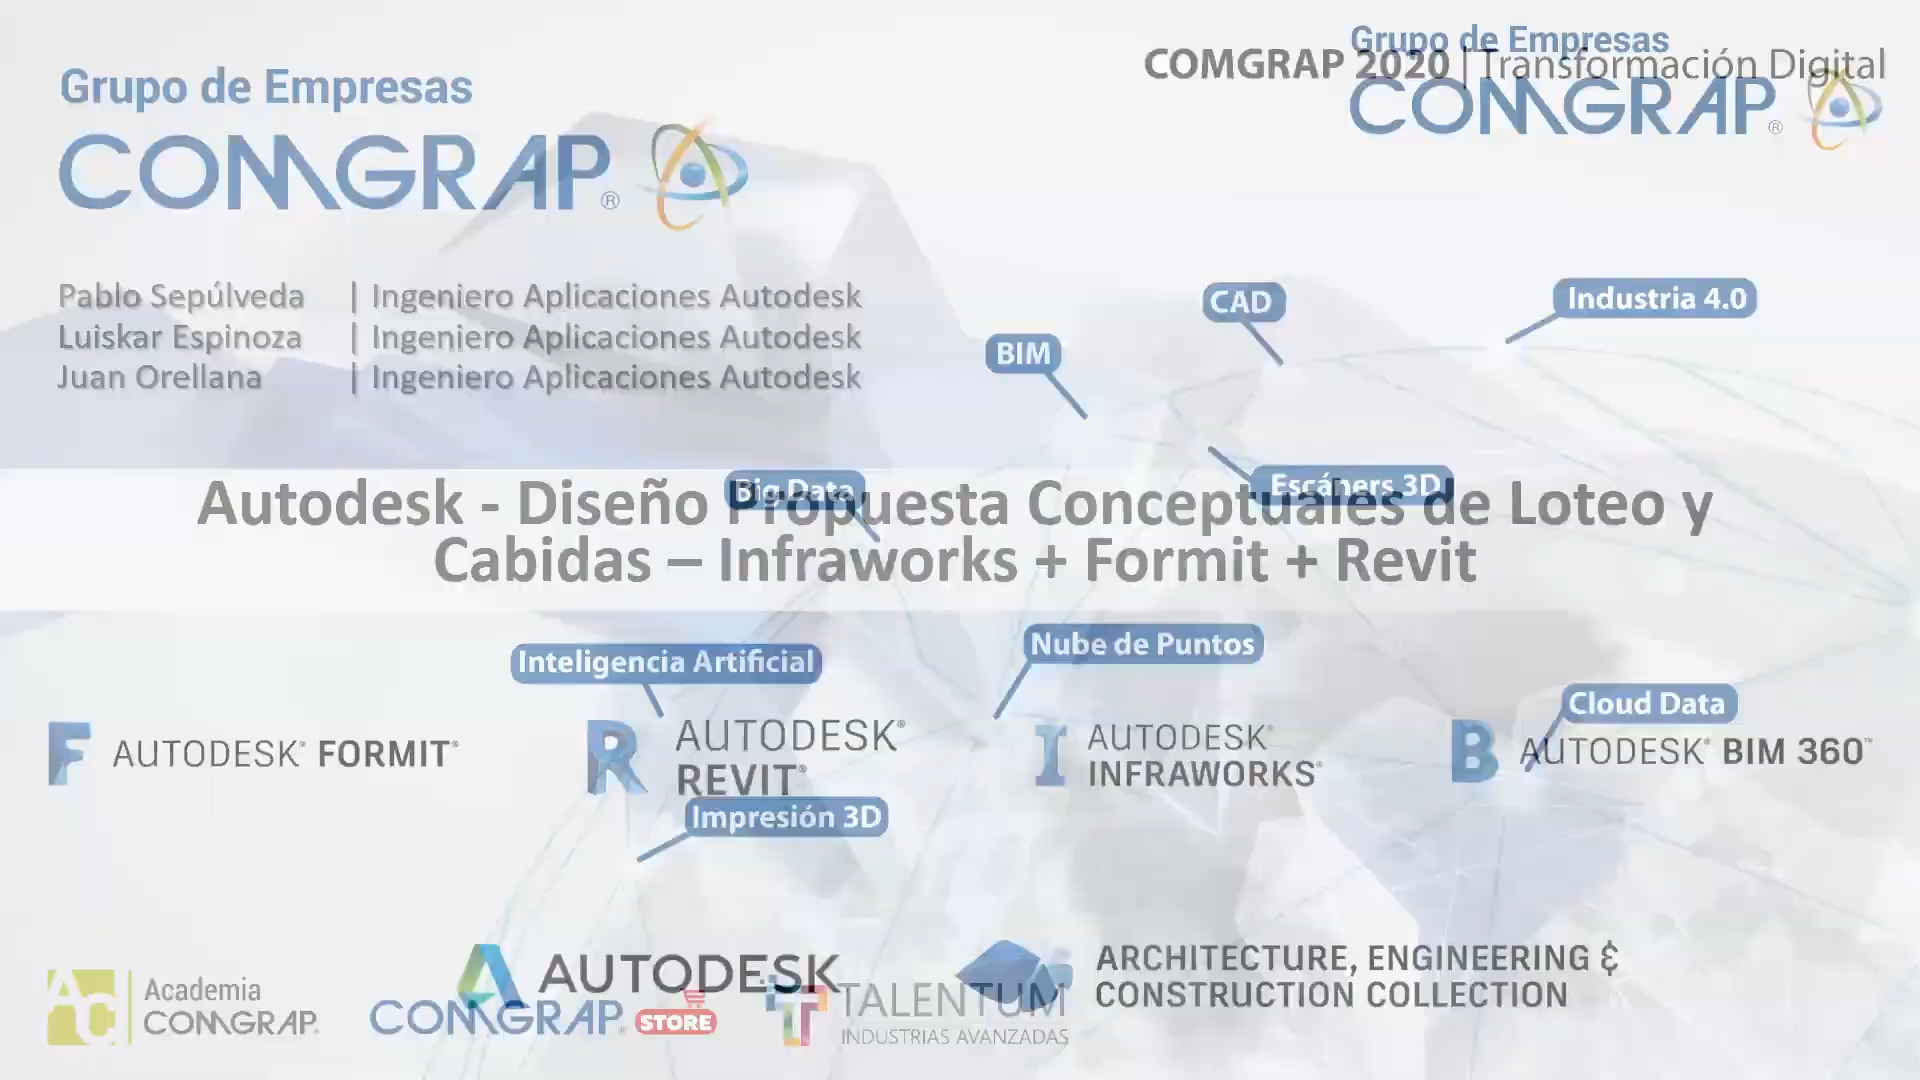 Grupo de Empresas
COMGRAP®
COMGRAP 2020 | Transformación Digital
Grupo de Empresas
COMGRAP®
Pablo Sepúlveda | Ingeniero Aplicaciones Autodesk
Luiskar Espinoza | Ingeniero Aplicaciones Autodesk
Juan Orellana | Ingeniero Aplicaciones Autodesk
CAD
Industria 4.0
BIM
Big Data
Escáners 3D
Autodesk - Diseño Propuesta Conceptuales de Loteo y
Cabidas – Infraworks + Formit + Revit
Inteligencia Artificial
Nube de Puntos
Cloud Data
F AUTODESK® FORMIT®
R AUTODESK®
REVIT®
I AUTODESK®
INFRAWORKS®
B AUTODESK® BIM 360™
Impresión 3D
AUTODESK
ARCHITECTURE, ENGINEERING &
CONSTRUCTION COLLECTION
AC Academia
COMGRAP®
COMGRAP® STORE
TALENTUM
INDUSTRIAS AVANZADAS